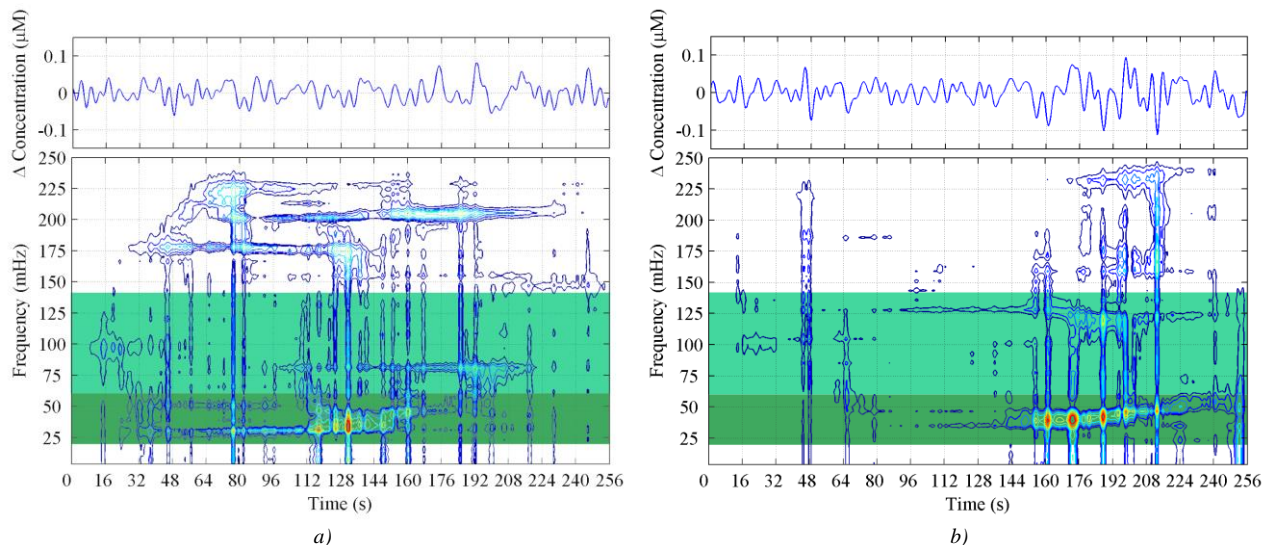 Δ Concentration (μM)
0.1
0
-0.1
Frequency (mHz)
250
225
200
175
150
125
100
75
50
25
0 16 32 48 64 80 96 112 128 144 160 176 192 208 224 240 256
Time (s)
a)
Δ Concentration (μM)
0.1
0
-0.1
Frequency (mHz)
250
225
200
175
150
125
100
75
50
25
0 16 32 48 64 80 96 112 128 144 161 176 192 208 224 240 256
Time (s)
b)